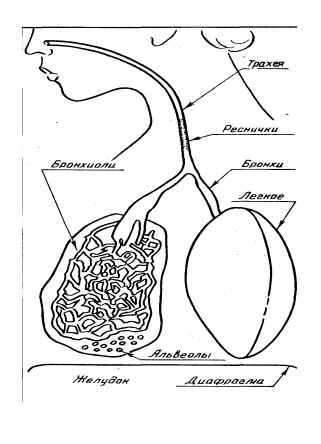 Трахея
Реснички
Бронхиоли
Бронхи
Легкое
Альвеолы
Желудок
Диафрагма